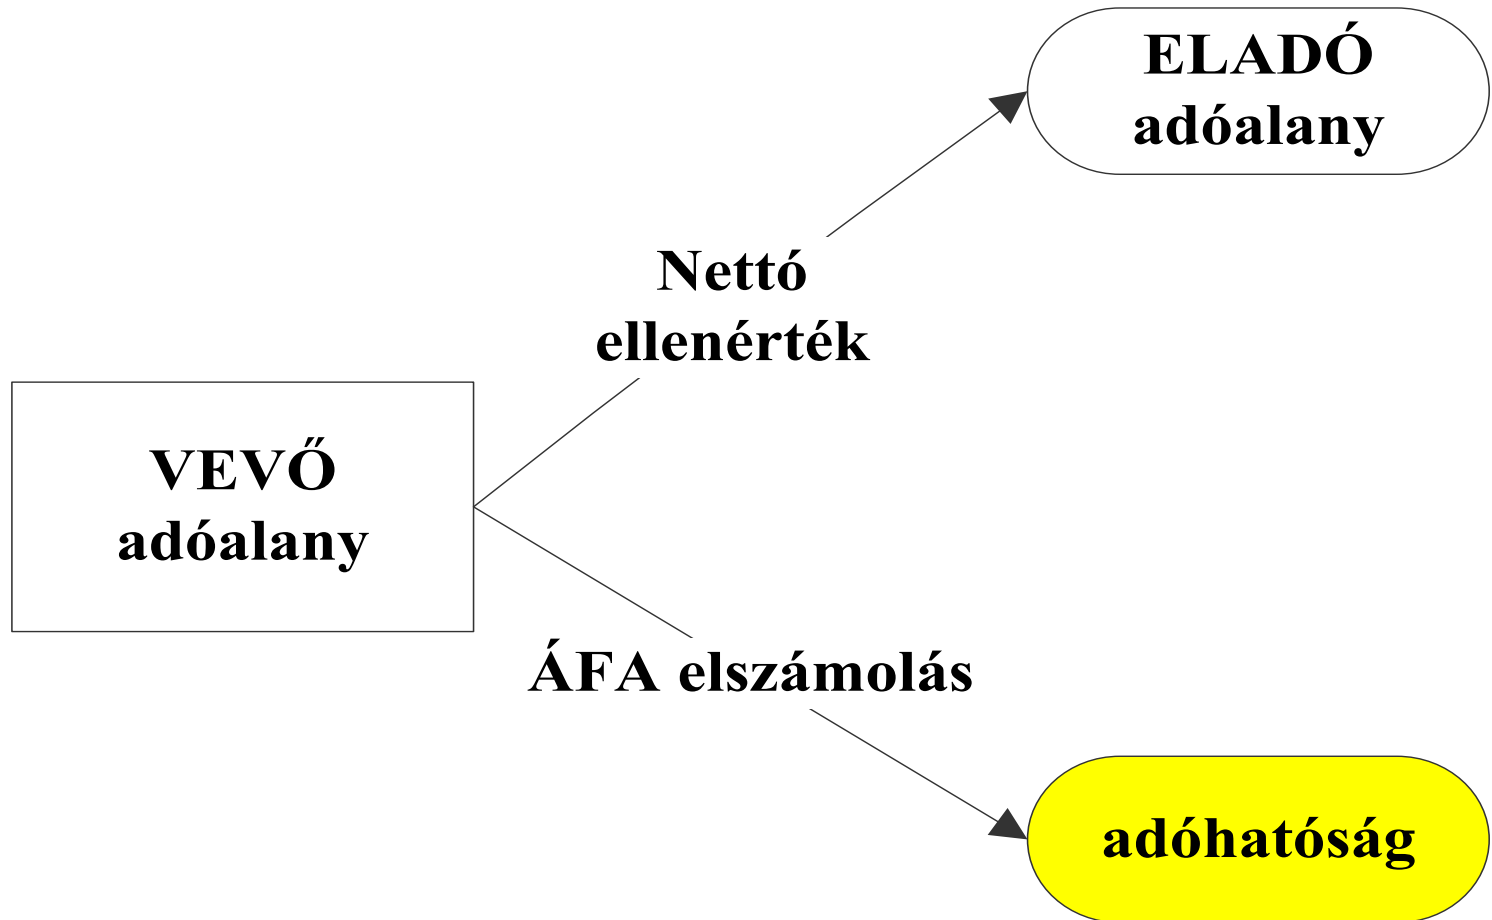 ELADÓ
adóalany
Nettó
ellenérték
VEVŐ
adóalany
ÁFA elszámolás
adóhatóság